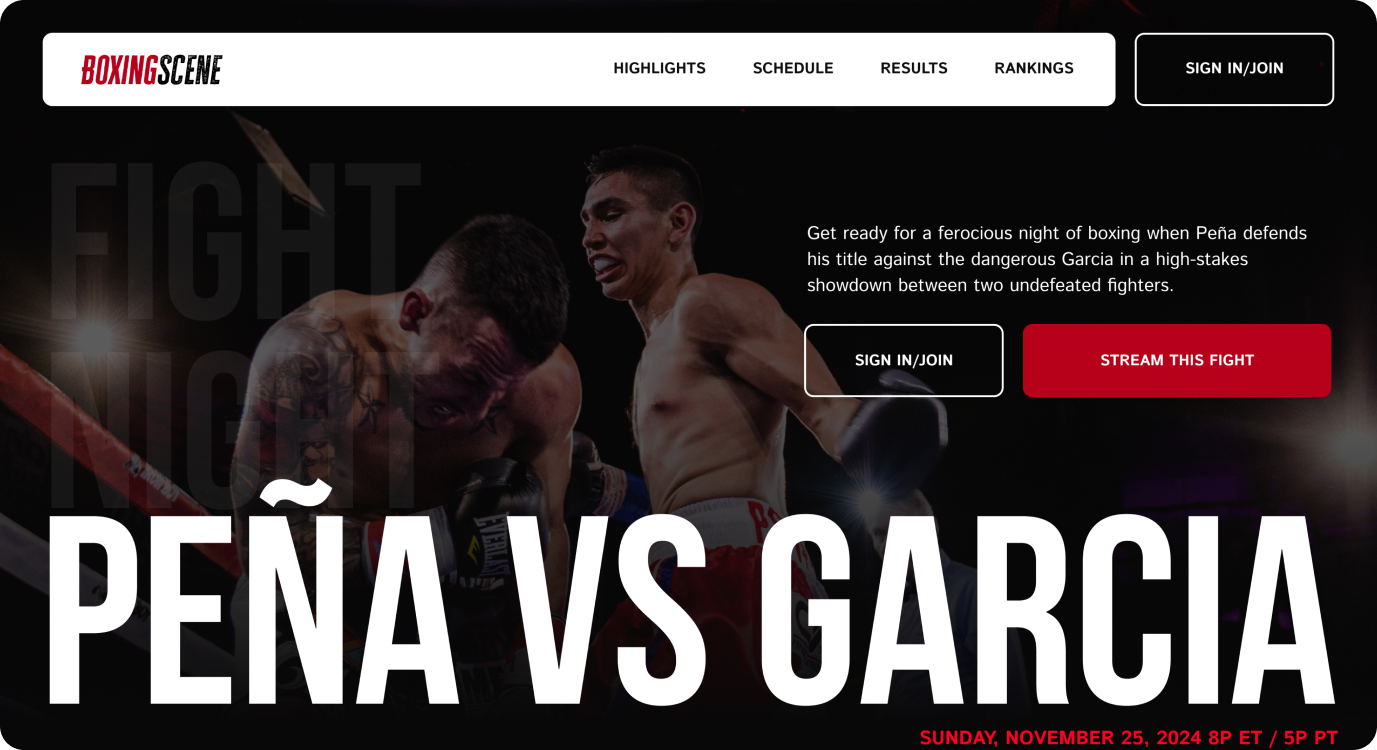 BOXINGSCENE
HIGHLIGHTS
SCHEDULE
RESULTS
RANKINGS
SIGN IN/JOIN
FIGHT
NIGHT
Get ready for a ferocious night of boxing when Peña defends
his title against the dangerous Garcia in a high-stakes
showdown between two undefeated fighters.
SIGN IN/JOIN
STREAM THIS FIGHT
EVERLAST
PEÑA VS GARCIA
SUNDAY, NOVEMBER 25, 2024 8P ET / 5P PT